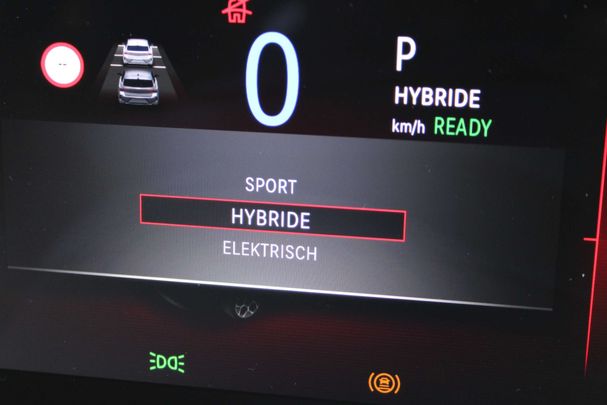 --
0
P
HYBRIDE
km/h READY
SPORT
HYBRIDE
ELEKTRISCH